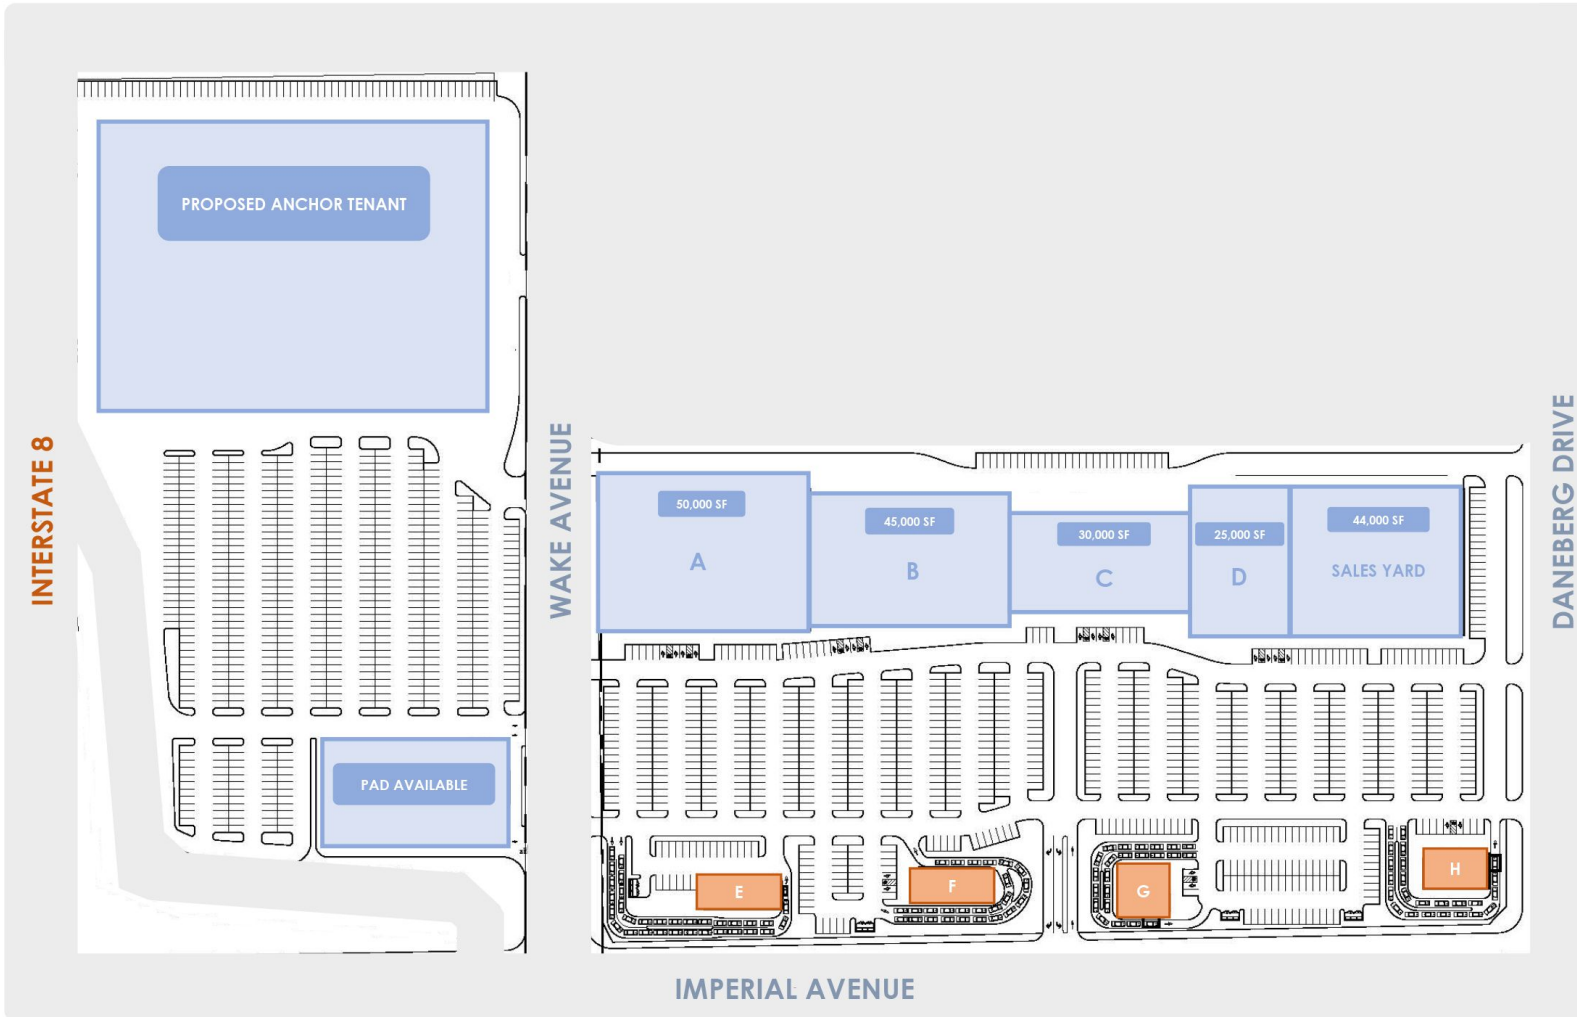 PROPOSED ANCHOR TENANT
INTERSTATE 8
WAKE AVENUE
DANEBERG DRIVE
50,000 SF
A
45,000 SF
B
30,000 SF
C
25,000 SF
D
44,000 SF
SALES YARD
PAD AVAILABLE
E
F
G
H
IMPERIAL AVENUE